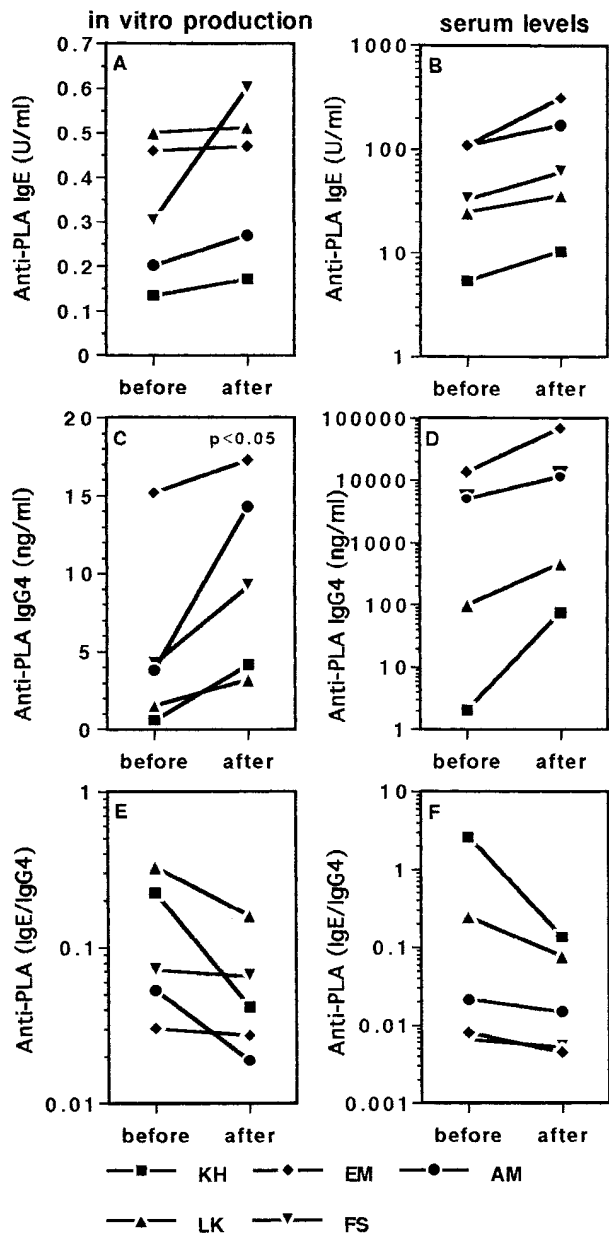 in vitro production
serum levels
A
Anti-PLA IgE (U/ml)
0.7
0.6
0.5
0.4
0.3
0.2
0.1
0
before after
B
Anti-PLA IgE (U/ml)
1000
100
10
1
before after
C
p<0.05
Anti-PLA IgG4 (ng/ml)
20
15
10
5
0
before after
D
Anti-PLA IgG4 (ng/ml)
100000
10000
1000
100
10
1
before after
E
Anti-PLA (IgE/IgG4)
1
0.1
0.01
before after
F
Anti-PLA (IgE/IgG4)
10
1
0.1
0.01
0.001
before after
KH EM AM
LK FS